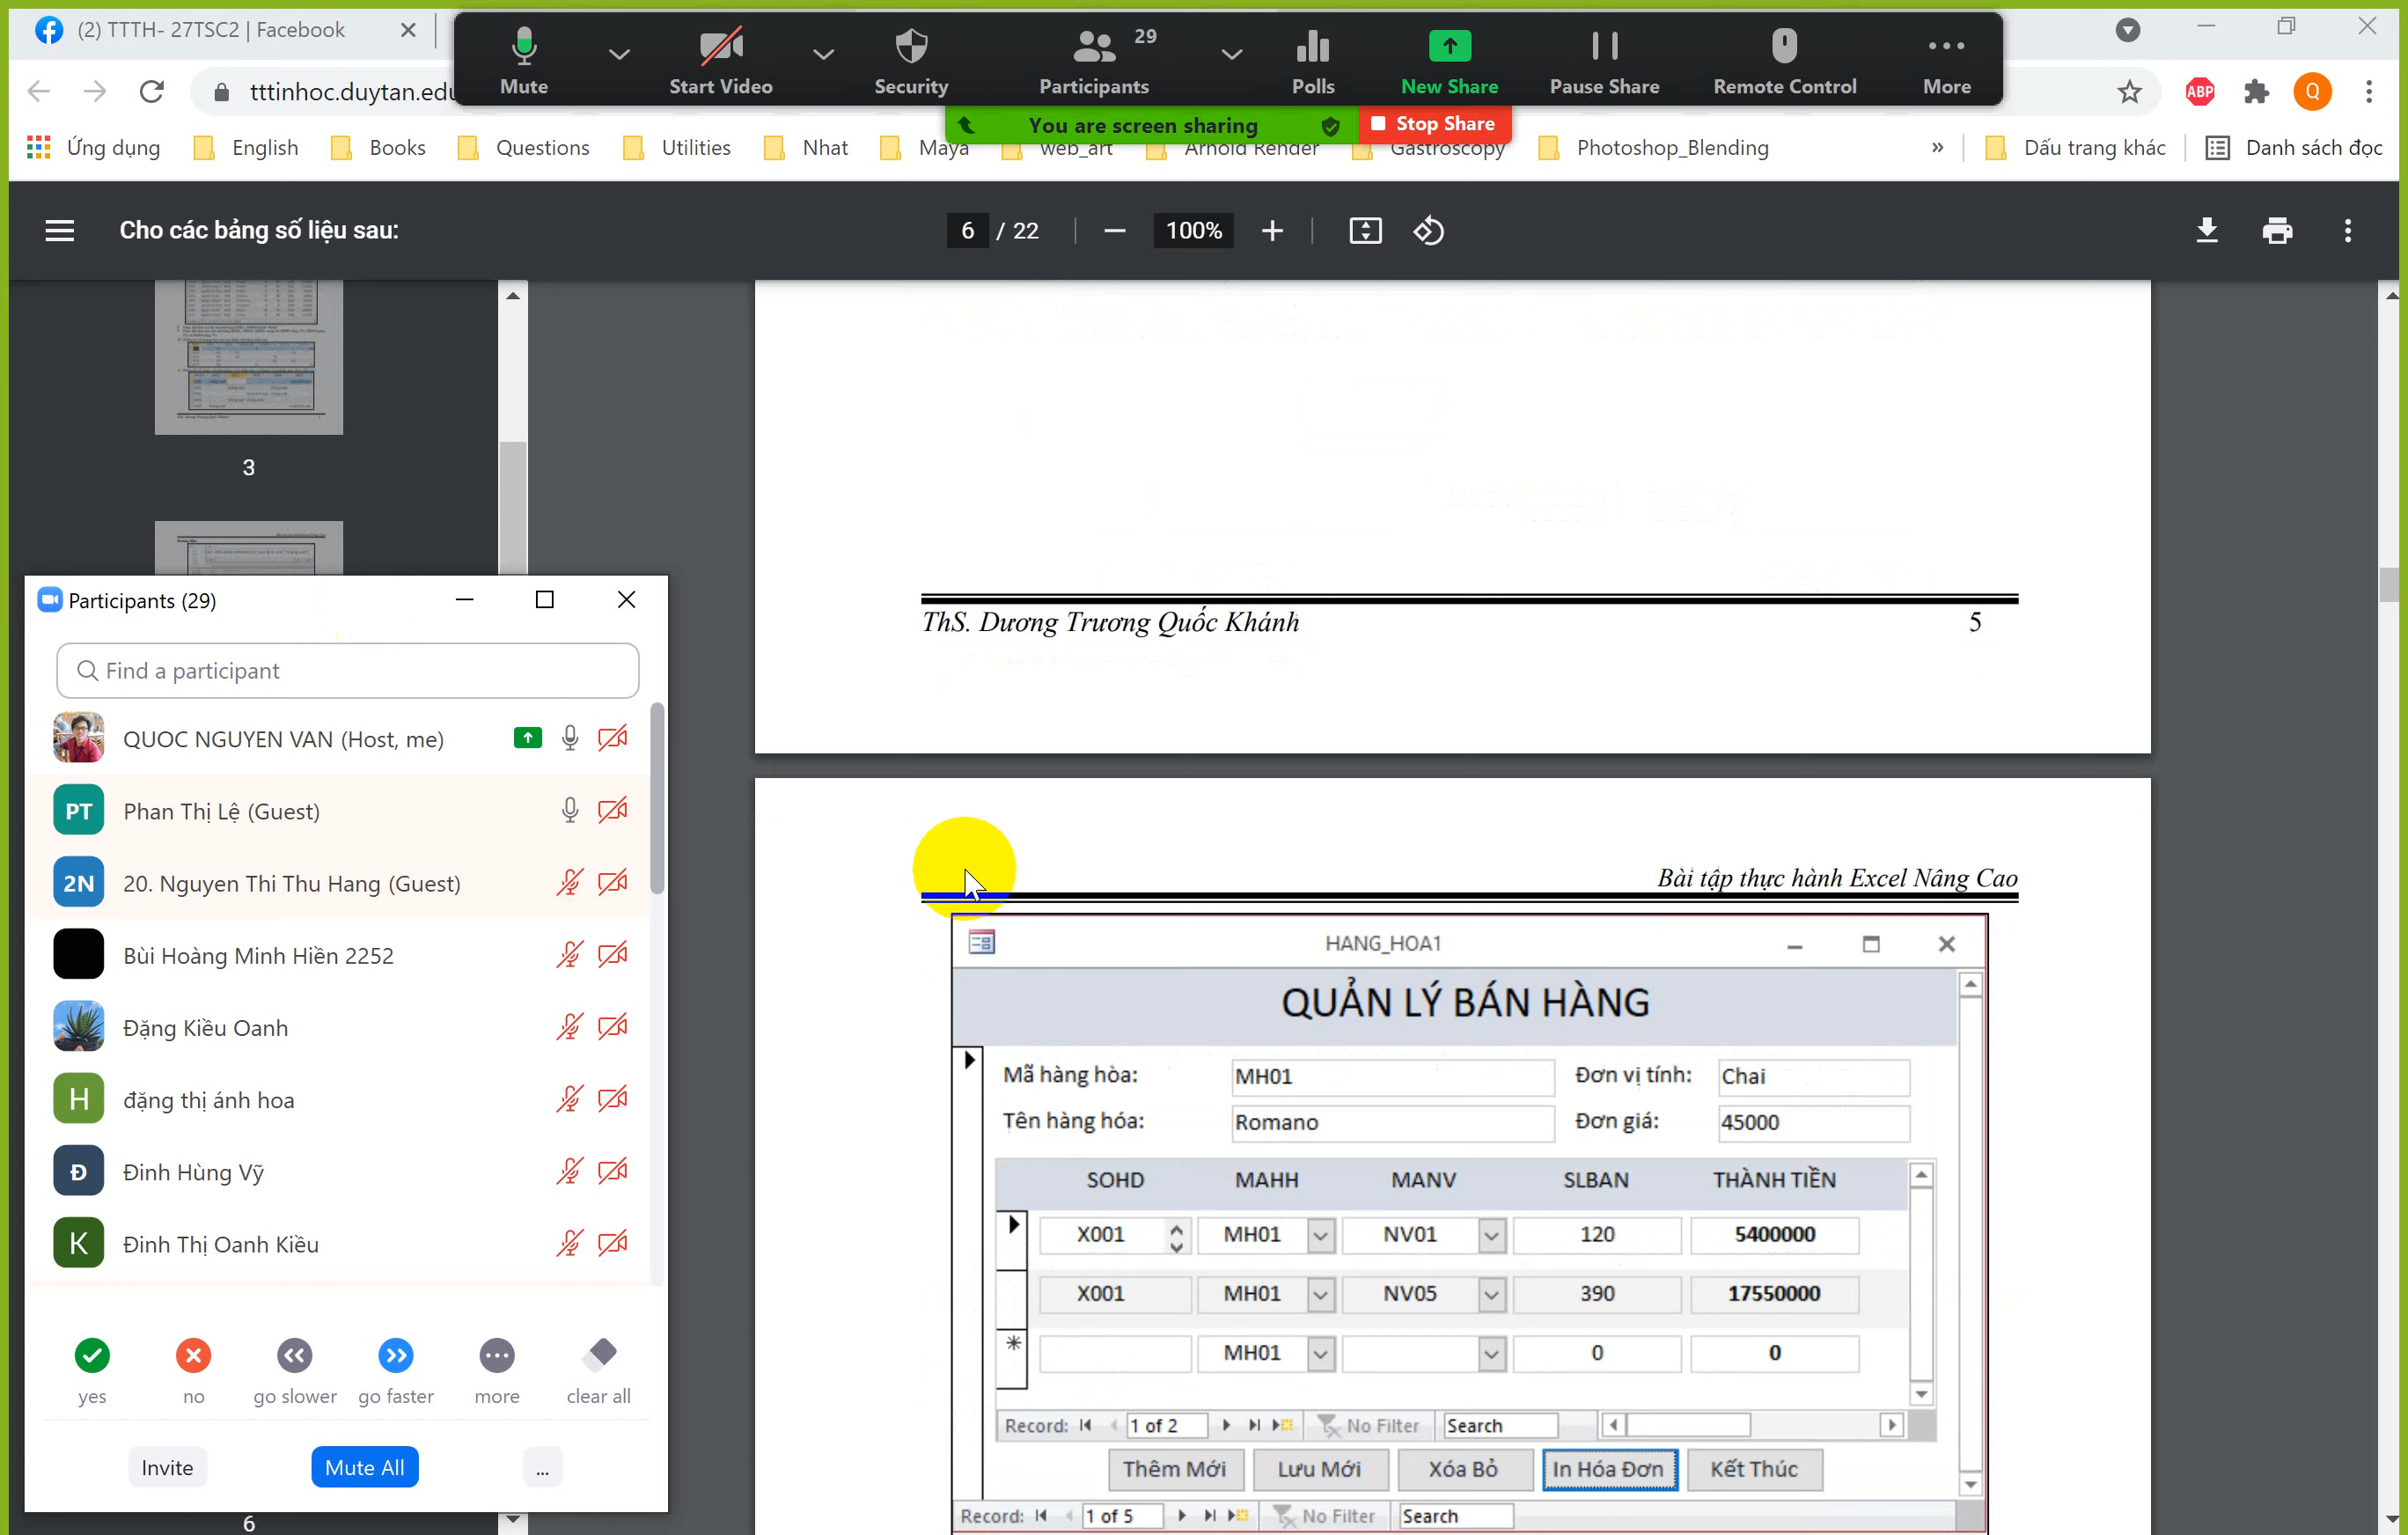 (2) TTTH- 27TSC2 | Facebook
Mute
Start Video
Security
Participants
29
Polls
New Share
Pause Share
Remote Control
More
tttinhoc.duytan.edu
ABP
Q
You are screen sharing
Stop Share
Ứng dụng
English
Books
Questions
Utilities
Nhat
Maya
web_art
Arnold Render
Gastroscopy
Photoshop_Blending
»
Dấu trang khác
Danh sách đọc
Cho các bảng số liệu sau:
6 / 22
100%
3
ThS. Dương Trương Quốc Khánh 5
Participants (29)
Find a participant
QUOC NGUYEN VAN (Host, me)
PT Phan Thị Lệ (Guest)
2N 20. Nguyen Thi Thu Hang (Guest)
Bùi Hoàng Minh Hiền 2252
Đặng Kiều Oanh
H đặng thị ánh hoa
Đ Đinh Hùng Vỹ
K Đinh Thị Oanh Kiều
yes
no
go slower
go faster
more
clear all
Invite
Mute All
...
6
Bài tập thực hành Excel Nâng Cao
HANG_HOA1
QUẢN LÝ BÁN HÀNG
Mã hàng hòa: MH01 Đơn vị tính: Chai
Tên hàng hóa: Romano Đơn giá: 45000
SOHD MAHH MANV SLBAN THÀNH TIỀN
X001 MH01 NV01 120 5400000
X001 MH01 NV05 390 17550000
* MH01 0 0
Record: 1 of 2 No Filter Search
Thêm Mới Lưu Mới Xóa Bỏ In Hóa Đơn Kết Thúc
Record: 1 of 5 No Filter Search